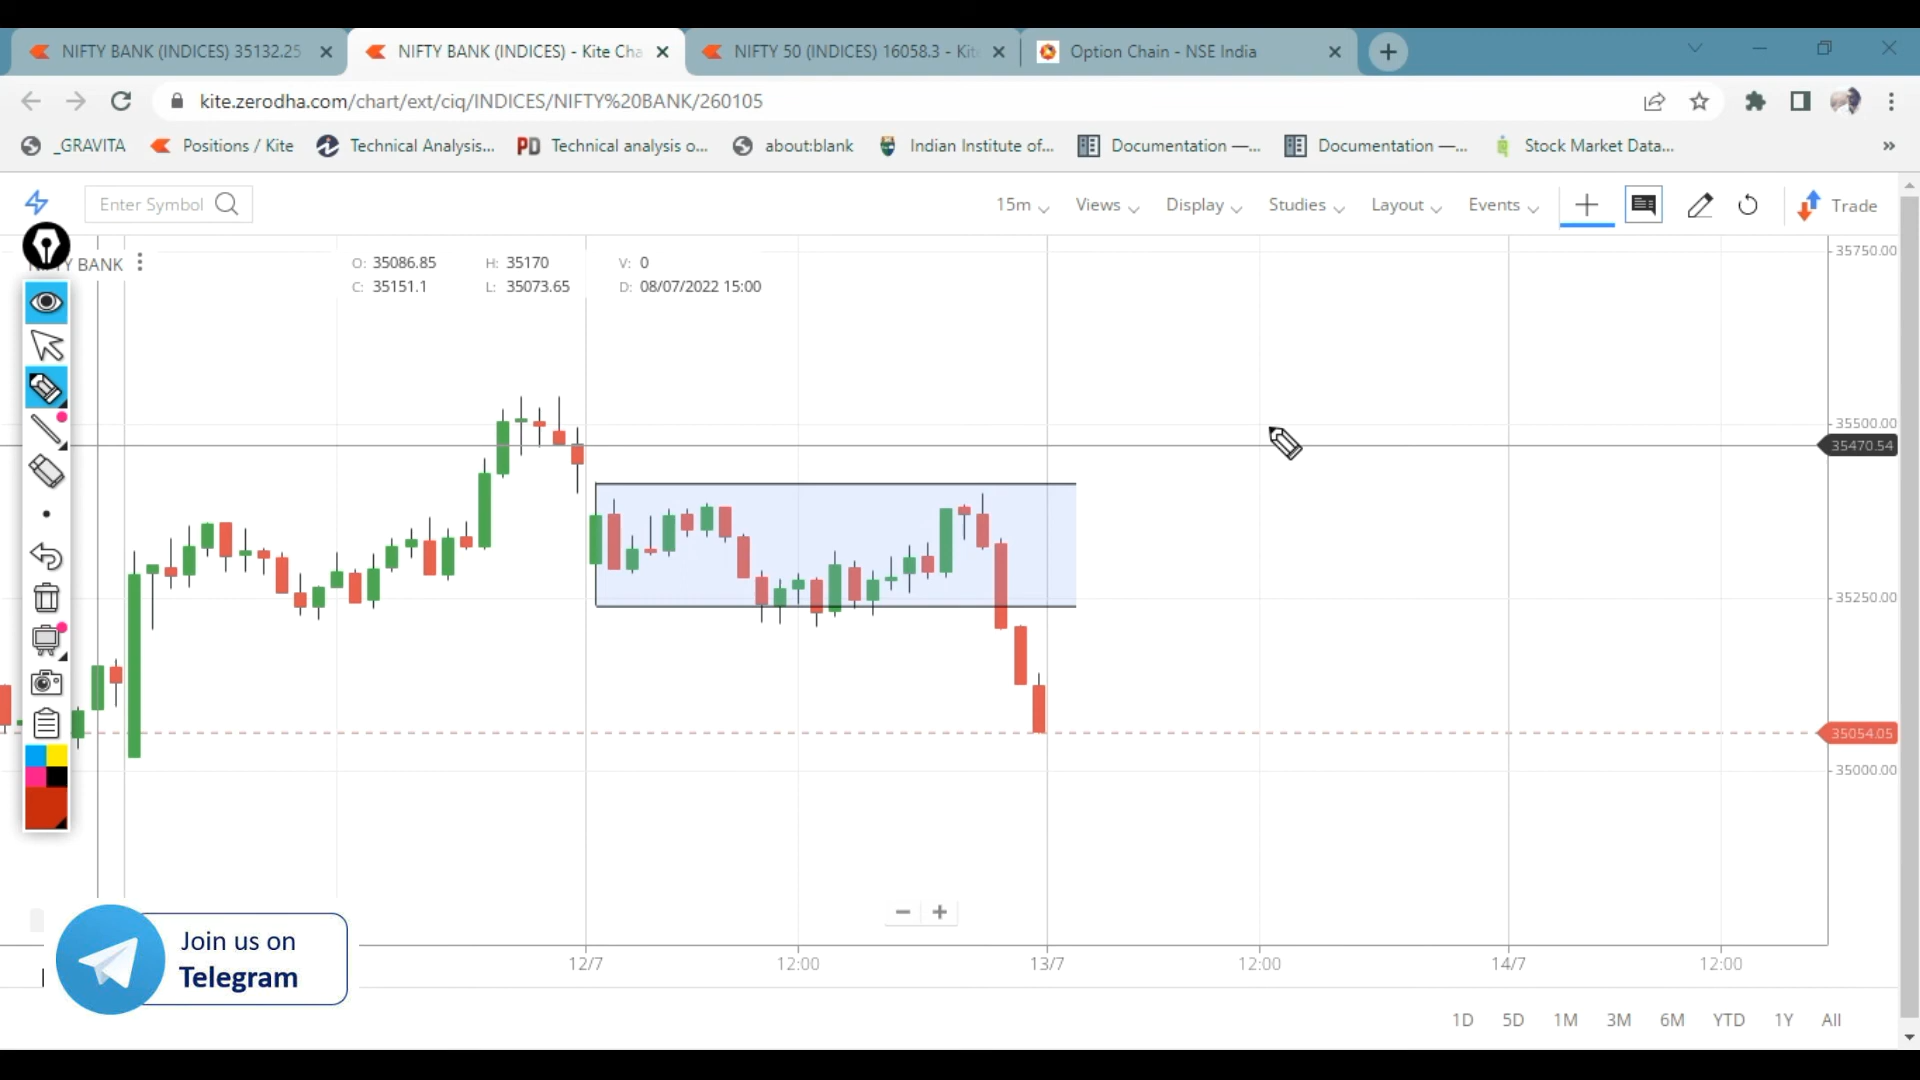 NIFTY BANK (INDICES) 35132.25
NIFTY BANK (INDICES) - Kite Cha
NIFTY 50 (INDICES) 16058.3 - Kit
Option Chain - NSE India
kite.zerodha.com/chart/ext/ciq/INDICES/NIFTY%20BANK/260105
_GRAVITA
Positions / Kite
Technical Analysis...
PD
Technical analysis o...
about:blank
Indian Institute of...
Documentation —...
Documentation —...
Stock Market Data...
»
Enter Symbol
15m
Views
Display
Studies
Layout
Events
Trade
BANK
O: 35086.85
H: 35170
V: 0
C: 35151.1
L: 35073.65
D: 08/07/2022 15:00
35750.00
35500.00
35470.54
35250.00
35054.05
35000.00
Join us on
Telegram
12/7
12:00
13/7
12:00
14/7
12:00
1D
5D
1M
3M
6M
YTD
1Y
All